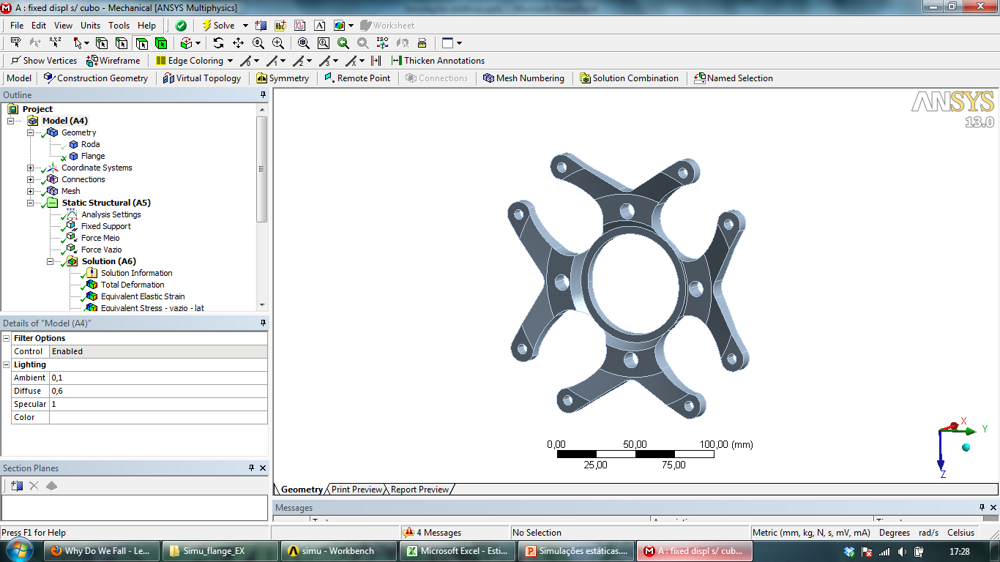 A : fixed displ s/ cubo - Mechanical [ANSYS Multiphysics]
File Edit View Units Tools Help Solve Worksheet
Show Vertices Wireframe Edge Coloring Thicken Annotations
Model Construction Geometry Virtual Topology Symmetry Remote Point Connections Mesh Numbering Solution Combination Named Selection
Outline
Project
Model (A4)
Geometry
Roda
Flange
Coordinate Systems
Connections
Mesh
Static Structural (A5)
Analysis Settings
Fixed Support
Force Meio
Force Vazio
Solution (A6)
Solution Information
Total Deformation
Equivalent Elastic Strain
Equivalent Stress - vazio - lat
Details of "Model (A4)"
Filter Options
Control Enabled
Lighting
Ambient 0,1
Diffuse 0,6
Specular 1
Color
Section Planes
ANSYS
13.0
0,00 50,00 100,00 (mm)
25,00 75,00
X
Y
Z
Geometry Print Preview Report Preview
Messages
Press F1 for Help 4 Messages No Selection Metric (mm, kg, N, s, mV, mA) Degrees rad/s Celsius
Why Do We Fall - Le... Simu_flange_EX simu - Workbench Microsoft Excel - Esti... Simulações estáticas.... A : fixed displ s/ cubo... 17:28